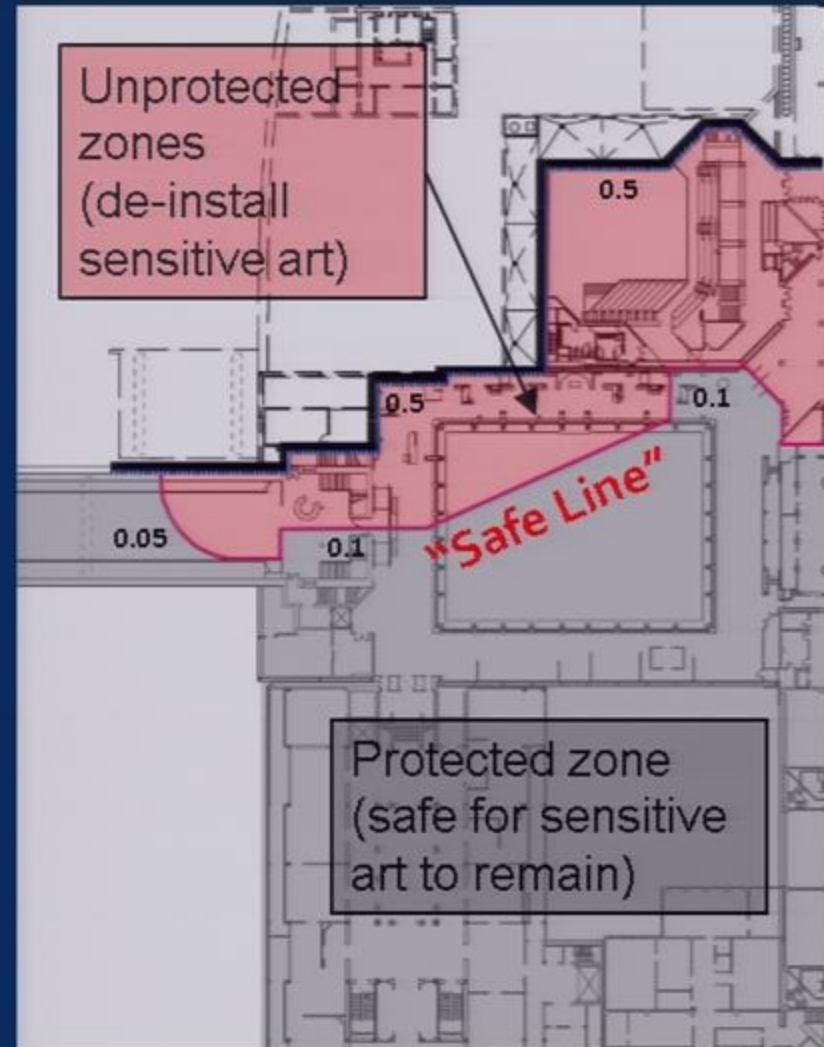 Unprotected
zones
(de-install
sensitive art)
0.5
0.5
0.1
"Safe Line"
0.05
0.1
Protected zone
(safe for sensitive
art to remain)